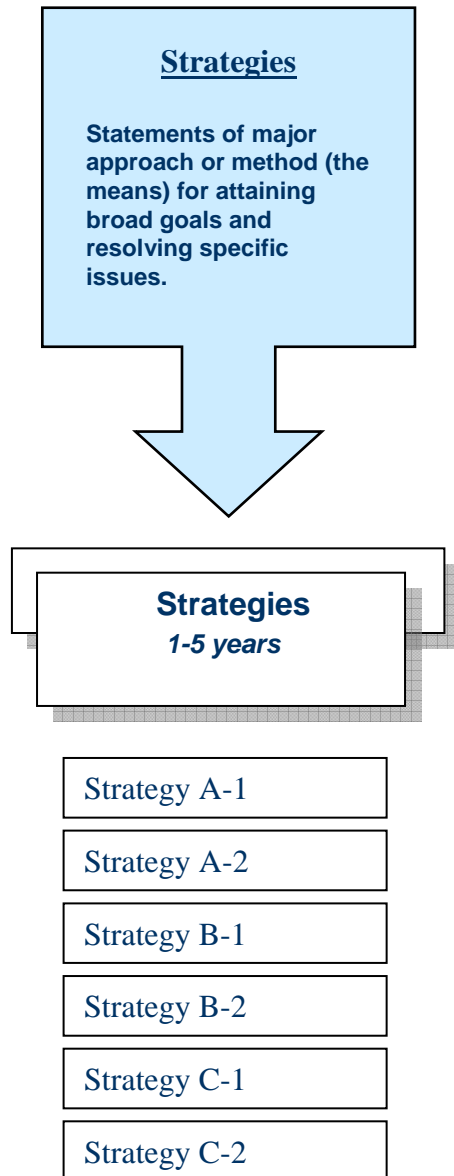 Strategies
Statements of major
approach or method (the
means) for attaining
broad goals and
resolving specific
issues.
Strategies
1-5 years
Strategy A-1
Strategy A-2
Strategy B-1
Strategy B-2
Strategy C-1
Strategy C-2